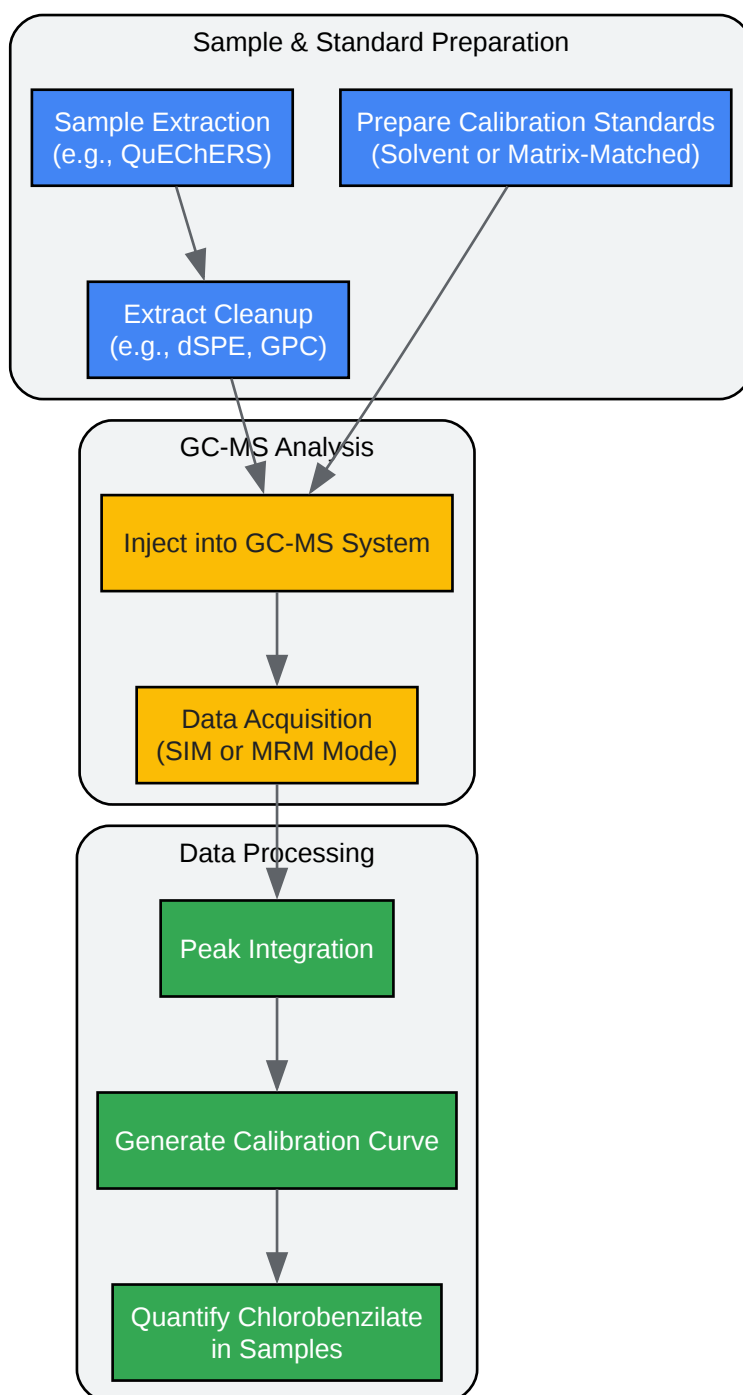 Sample & Standard Preparation
Sample Extraction
(e.g., QuEChERS)
Prepare Calibration Standards
(Solvent or Matrix-Matched)
Extract Cleanup
(e.g., dSPE, GPC)
GC-MS Analysis
Inject into GC-MS System
Data Acquisition
(SIM or MRM Mode)
Data Processing
Peak Integration
Generate Calibration Curve
Quantify Chlorobenzilate
in Samples